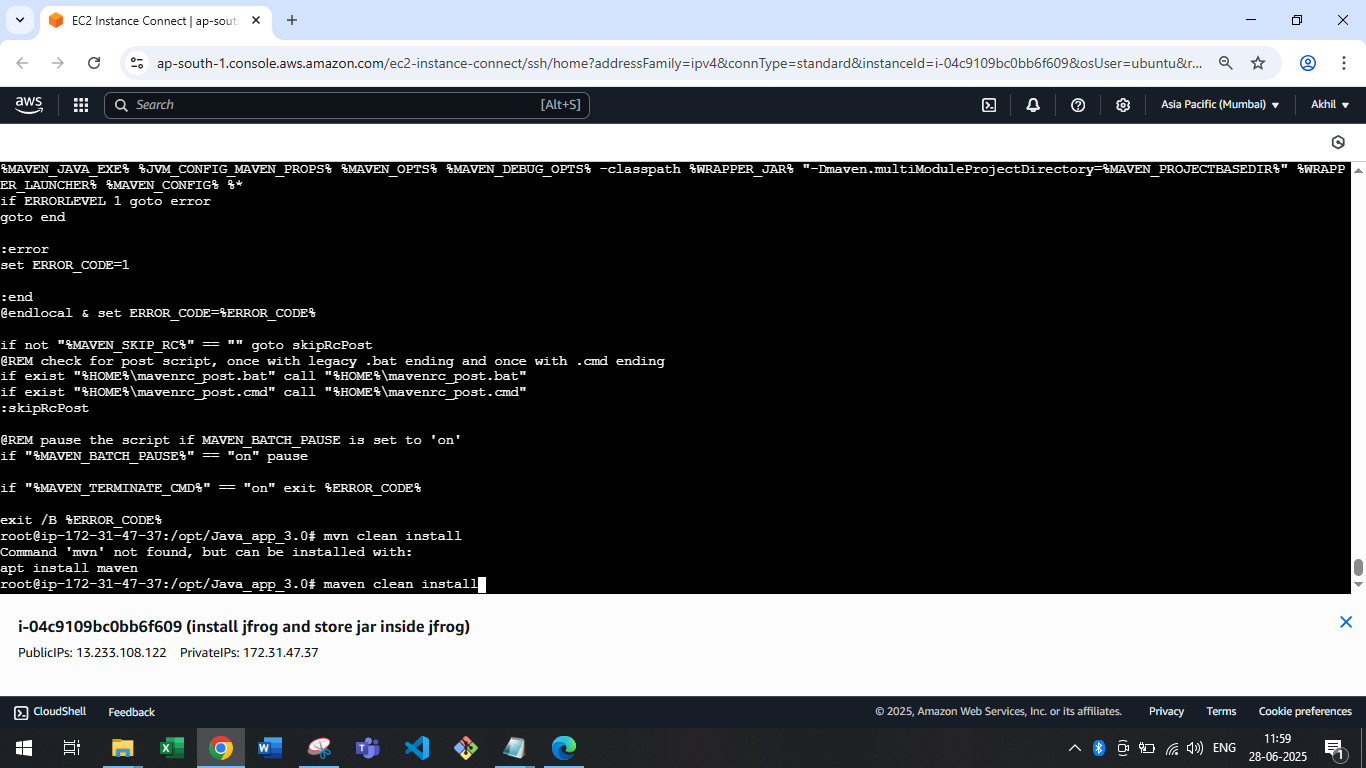 EC2 Instance Connect | ap-sout
ap-south-1.console.aws.amazon.com/ec2-instance-connect/ssh/home?addressFamily=ipv4&connType=standard&instanceId=i-04c9109bc0bb6f609&osUser=ubuntu&r...
aws
Search
[Alt+S]
Asia Pacific (Mumbai)
Akhil
%MAVEN_JAVA_EXE% %JVM_CONFIG_MAVEN_PROPS% %MAVEN_OPTS% %MAVEN_DEBUG_OPTS% -classpath %WRAPPER_JAR% "-Dmaven.multiModuleProjectDirectory=%MAVEN_PROJECTBASEDIR%" %WRAPP
ER_LAUNCHER% %MAVEN_CONFIG% %*
if ERRORLEVEL 1 goto error
goto end
:error
set ERROR_CODE=1
:end
@endlocal & set ERROR_CODE=%ERROR_CODE%
if not "%MAVEN_SKIP_RC%" == "" goto skipRcPost
@REM check for post script, once with legacy .bat ending and once with .cmd ending
if exist "%HOME%\mavenrc_post.bat" call "%HOME%\mavenrc_post.bat"
if exist "%HOME%\mavenrc_post.cmd" call "%HOME%\mavenrc_post.cmd"
:skipRcPost
@REM pause the script if MAVEN_BATCH_PAUSE is set to 'on'
if "%MAVEN_BATCH_PAUSE%" == "on" pause
if "%MAVEN_TERMINATE_CMD%" == "on" exit %ERROR_CODE%
exit /B %ERROR_CODE%
root@ip-172-31-47-37:/opt/Java_app_3.0# mvn clean install
Command 'mvn' not found, but can be installed with:
apt install maven
root@ip-172-31-47-37:/opt/Java_app_3.0# maven clean install
i-04c9109bc0bb6f609 (install jfrog and store jar inside jfrog)
PublicIPs: 13.233.108.122 PrivateIPs: 172.31.47.37
CloudShell
Feedback
© 2025, Amazon Web Services, Inc. or its affiliates.
Privacy
Terms
Cookie preferences
ENG
11:59
28-06-2025
1